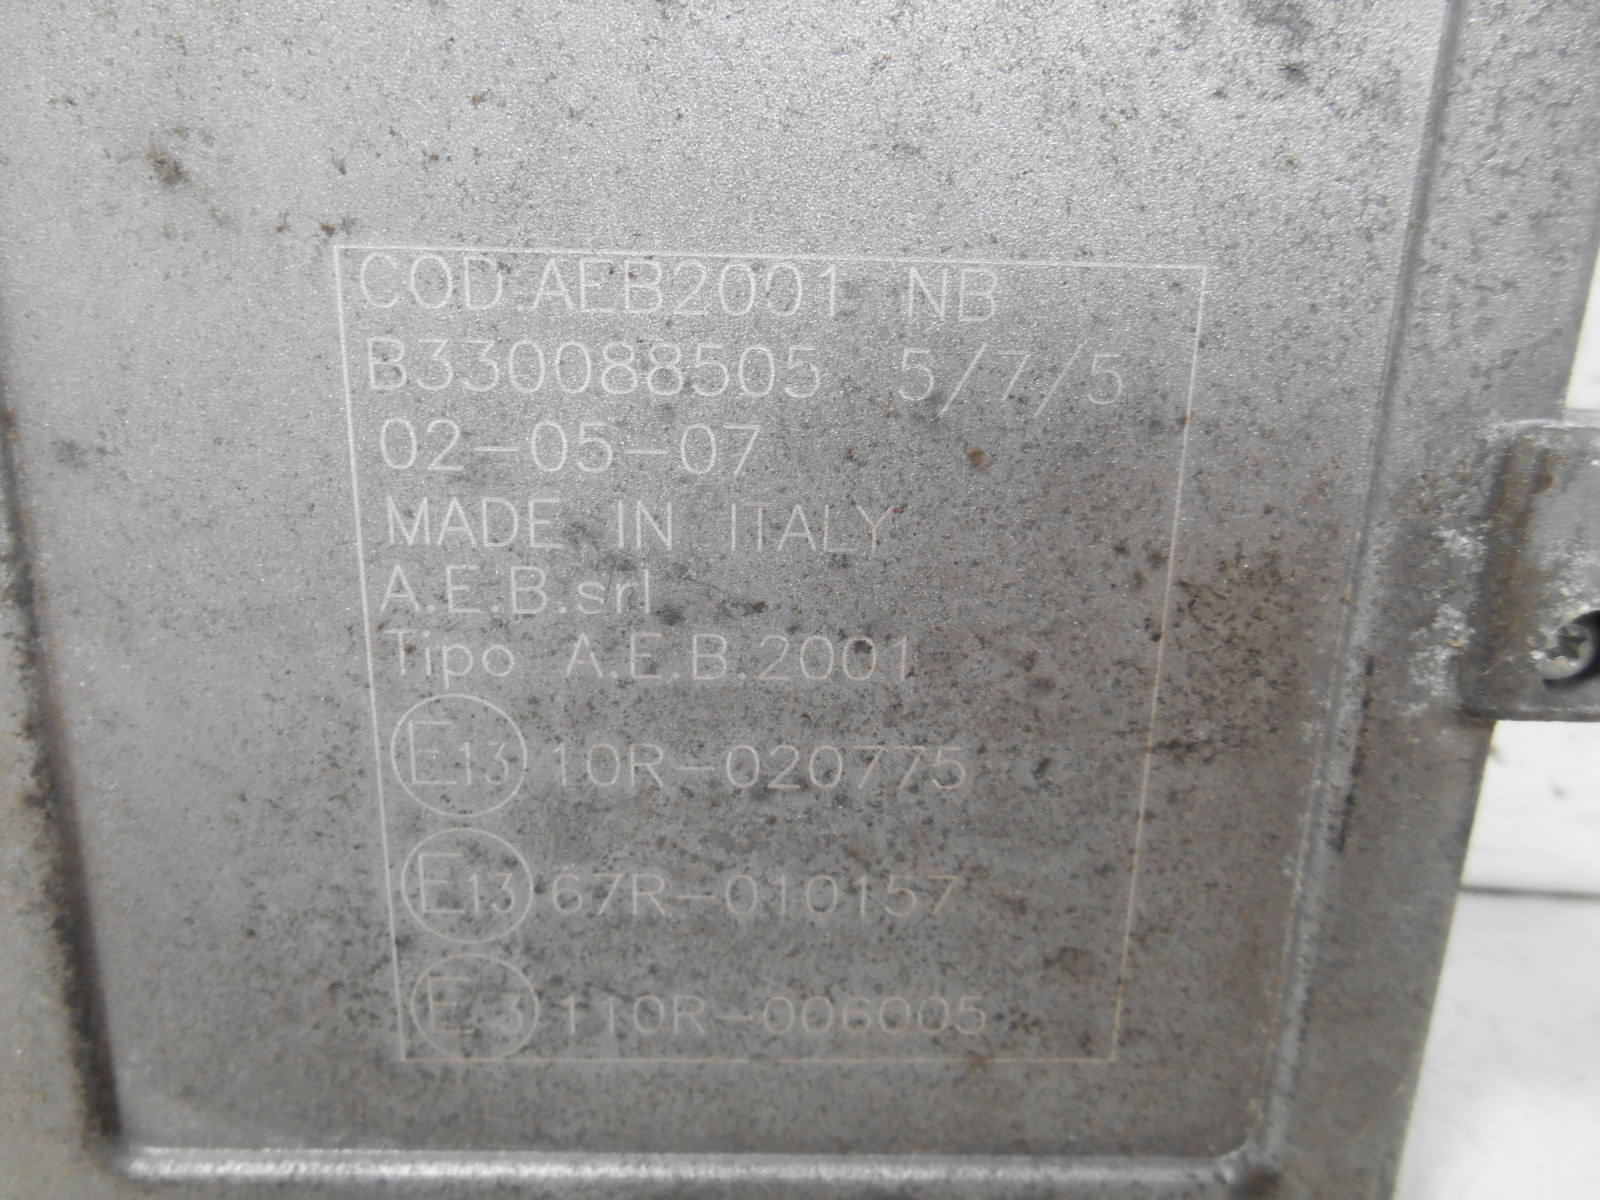 COD.AEB2001 NB
B330088505 5/7/5
02-05-07
MADE IN ITALY
A.E.B.srl
Tipo A.E.B.2001
E13 10R-020775
E13 67R-010157
E13 110R-006005